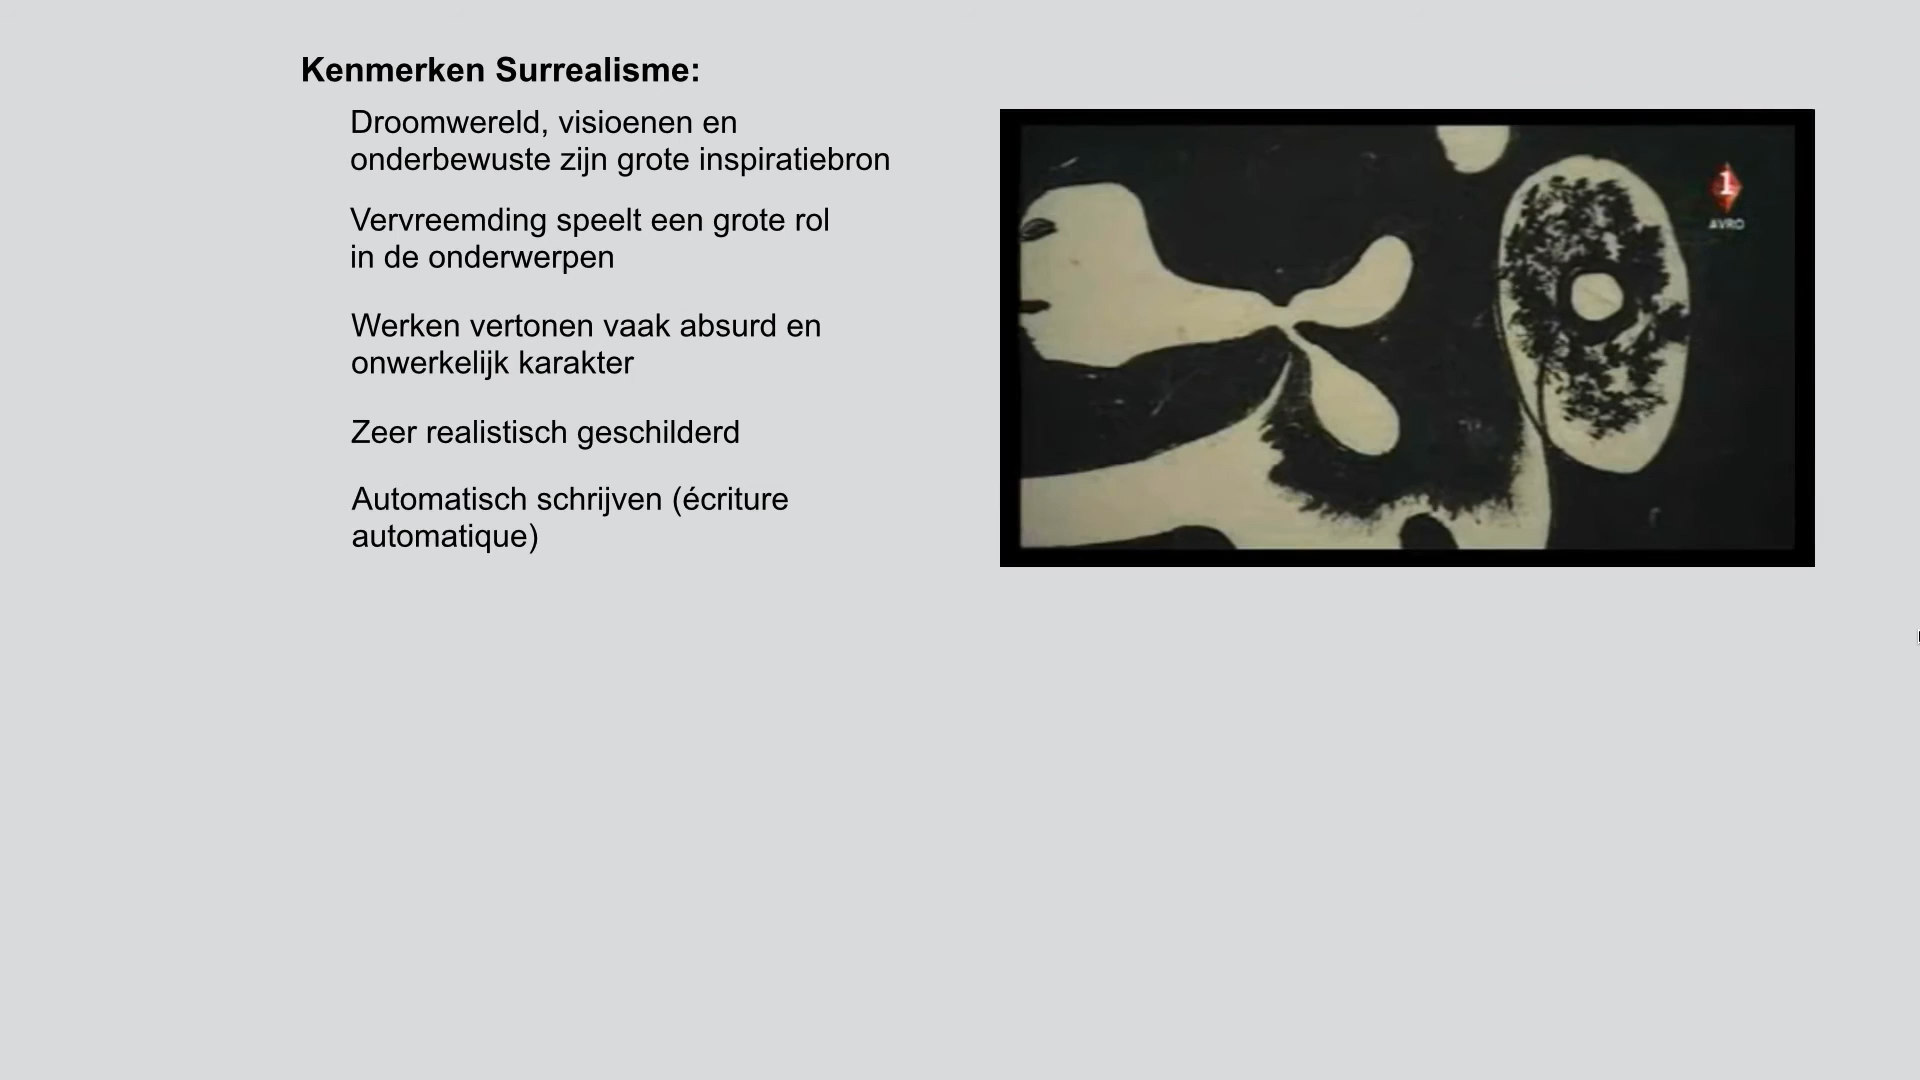 Kenmerken Surrealisme:
Droomwereld, visioenen en
onderbewuste zijn grote inspiratiebron
Vervreemding speelt een grote rol
in de onderwerpen
Werken vertonen vaak absurd en
onwerkelijk karakter
Zeer realistisch geschilderd
Automatisch schrijven (écriture
automatique)
1
AVRO